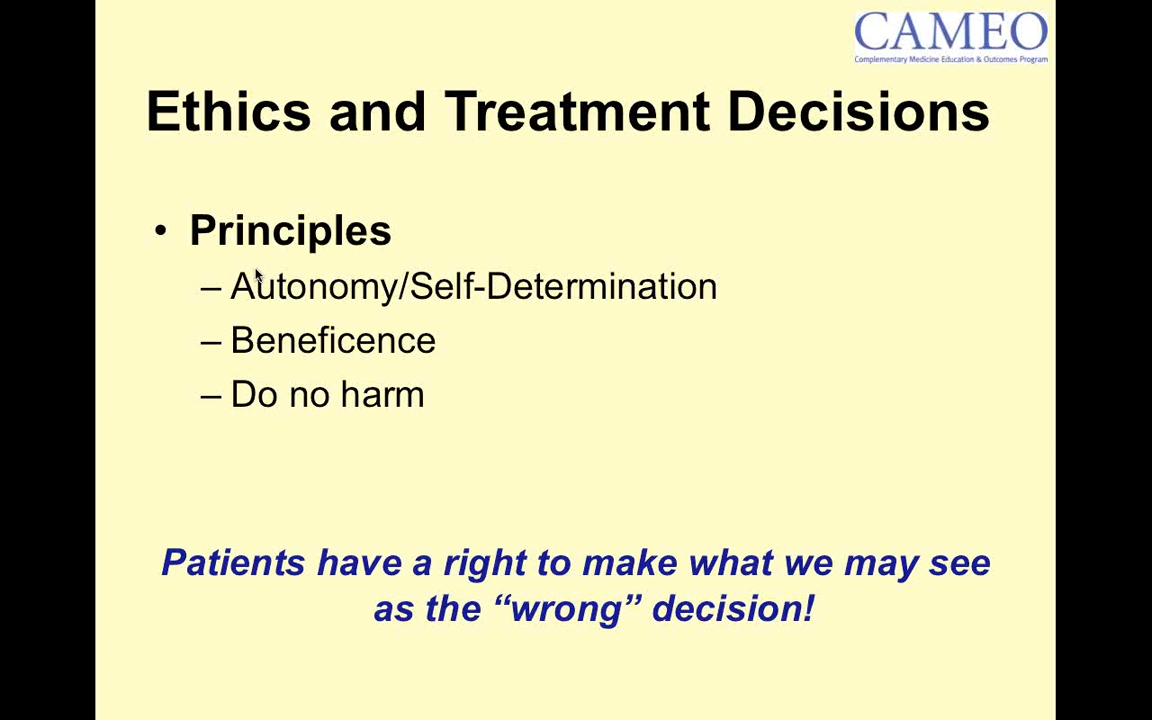 CAMEO
Complementary Medicine Education & Outcomes Program
Ethics and Treatment Decisions
• Principles
– Autonomy/Self-Determination
– Beneficence
– Do no harm
Patients have a right to make what we may see
as the “wrong” decision!